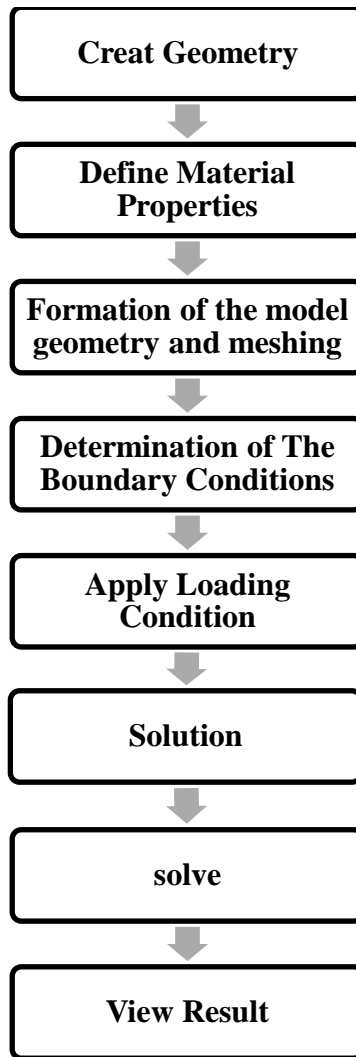 Creat Geometry
Define Material
Properties
Formation of the model
geometry and meshing
Determination of The
Boundary Conditions
Apply Loading
Condition
Solution
solve
View Result